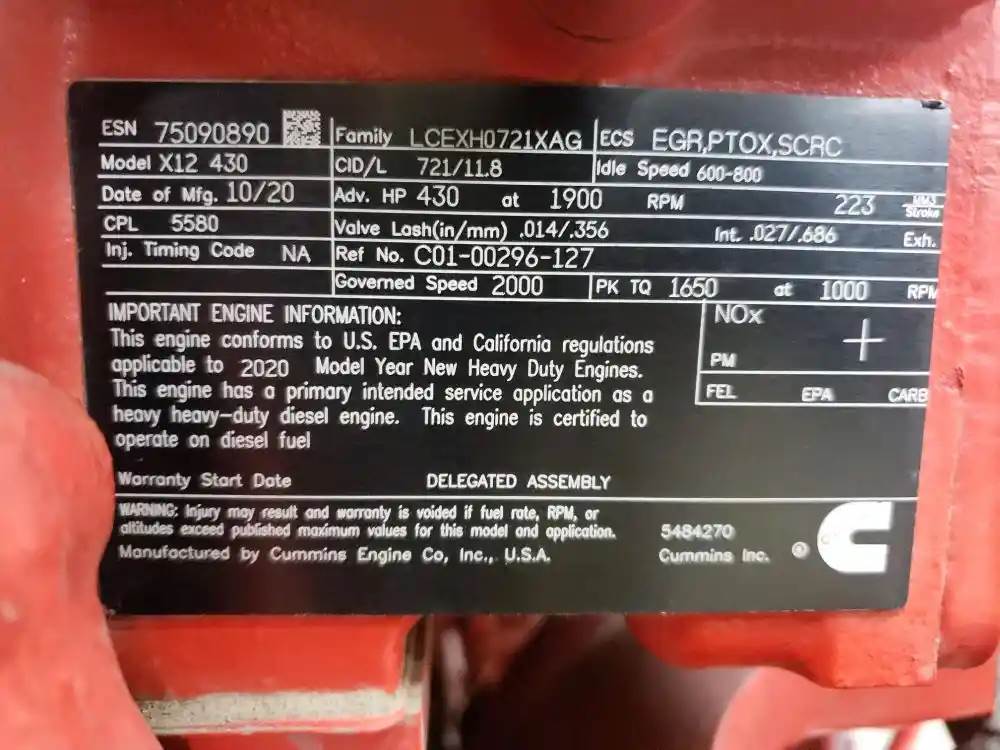 ESN 75090890 Family LCEXH0721XAG ECS EGR,PTOX,SCRC
Model X12 430 CID/L 721/11.8 Idle Speed 600-800
Date of Mfg. 10/20 Adv. HP 430 at 1900 RPM 223 MM3 Stroke
CPL 5580 Valve Lash(in/mm) .014/.356 Int. .027/.686 Exh.
Inj. Timing Code NA Ref No. C01-00296-127
Governed Speed 2000 PK TQ 1650 at 1000 RPM
IMPORTANT ENGINE INFORMATION:
This engine conforms to U.S. EPA and California regulations
applicable to 2020 Model Year New Heavy Duty Engines.
This engine has a primary intended service application as a
heavy heavy-duty diesel engine. This engine is certified to
operate on diesel fuel
NOx
PM
FEL EPA CARB
Warranty Start Date DELEGATED ASSEMBLY
WARNING: Injury may result and warranty is voided if fuel rate, RPM, or
altitudes exceed published maximum values for this model and application.
Manufactured by Cummins Engine Co, Inc., U.S.A.
5484270
Cummins Inc. ®